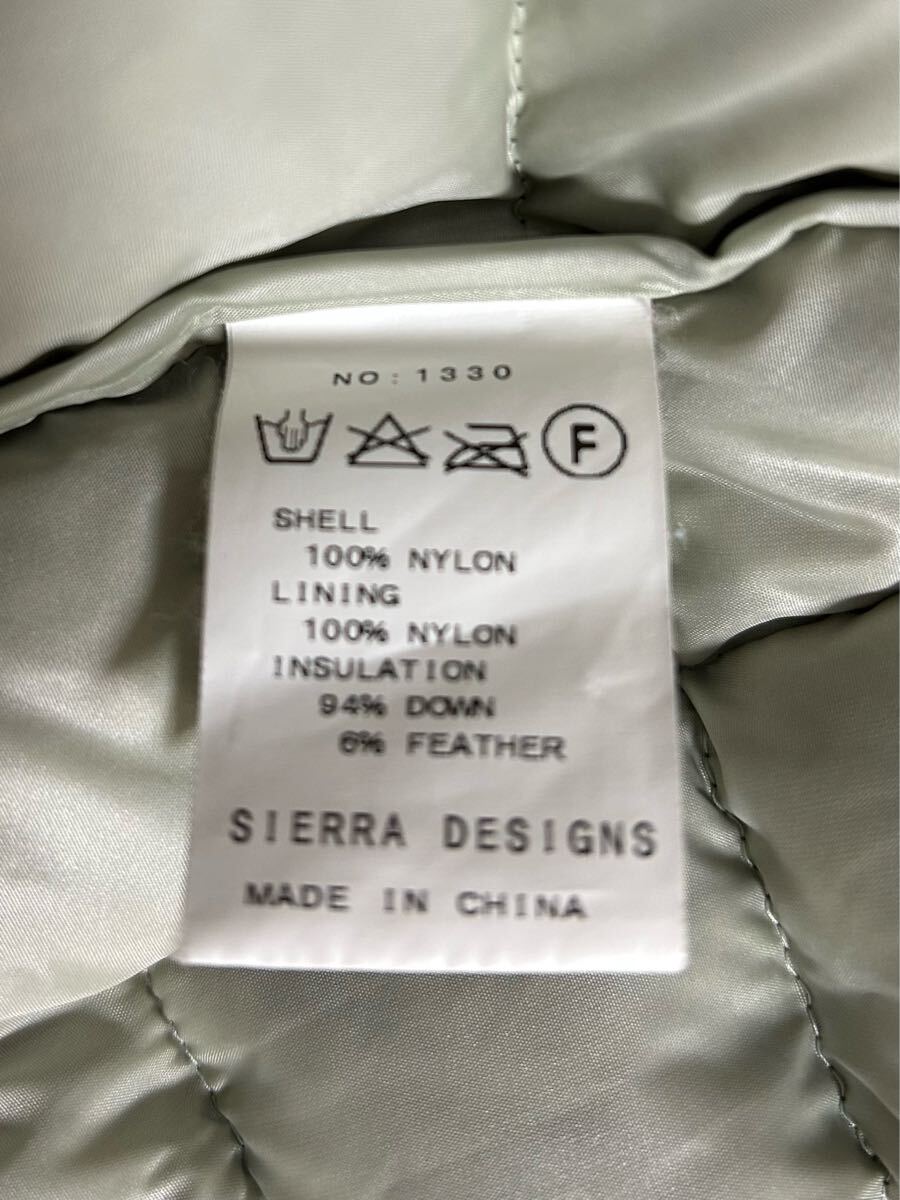 NO: 1330
F
SHELL
100% NYLON
LINING
100% NYLON
INSULATION
94% DOWN
6% FEATHER
SIERRA DESIGNS
MADE IN CHINA